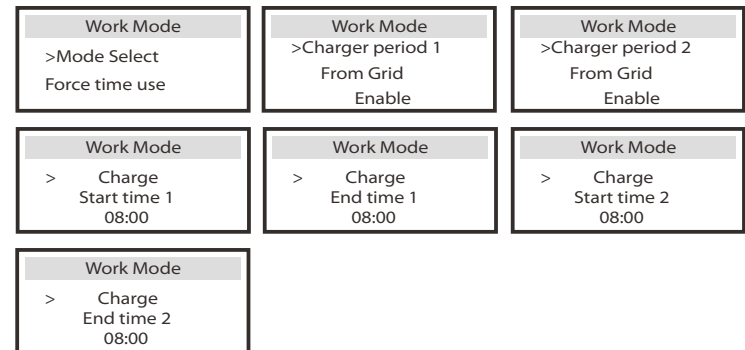 Work Mode
>Mode Select
Force time use
Work Mode
>Charger period 1
From Grid
Enable
Work Mode
>Charger period 2
From Grid
Enable
Work Mode
> Charge
Start time 1
08:00
Work Mode
> Charge
End time 1
08:00
Work Mode
> Charge
Start time 2
08:00
Work Mode
> Charge
End time 2
08:00